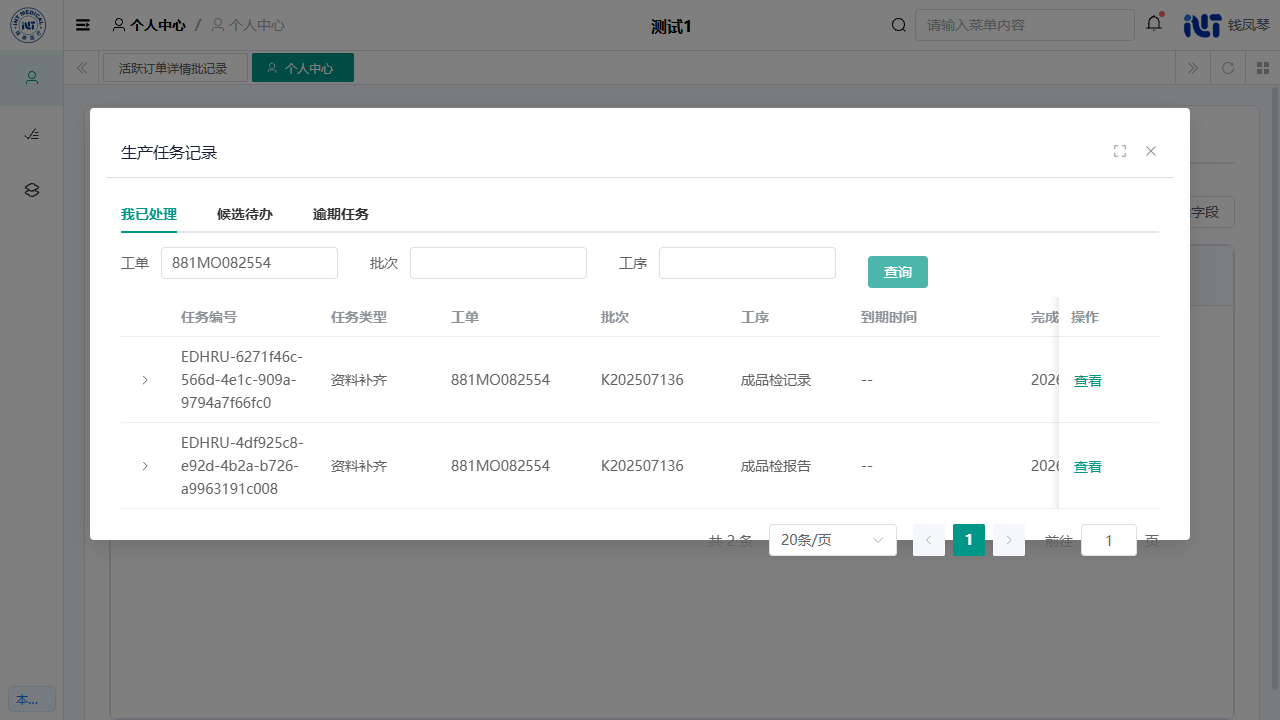 个人中心 / 个人中心
测试1
请输入菜单内容
钱凤琴
活跃订单详情批记录
个人中心
字段
生产任务记录
我已处理 候选待办 逾期任务
工单 881MO082554 批次 工序 查询
任务编号 任务类型 工单 批次 工序 到期时间 完成 操作
EDHRU-6271f46c-
566d-4e1c-909a-
9794a7f66fc0
资料补齐 881MO082554 K202507136 成品检记录 -- 2026 查看
EDHRU-4df925c8-
e92d-4b2a-b726-
a9963191c008
资料补齐 881MO082554 K202507136 成品检报告 -- 2026 查看
共 2 条 20条/页 1 前往 1 页
本...